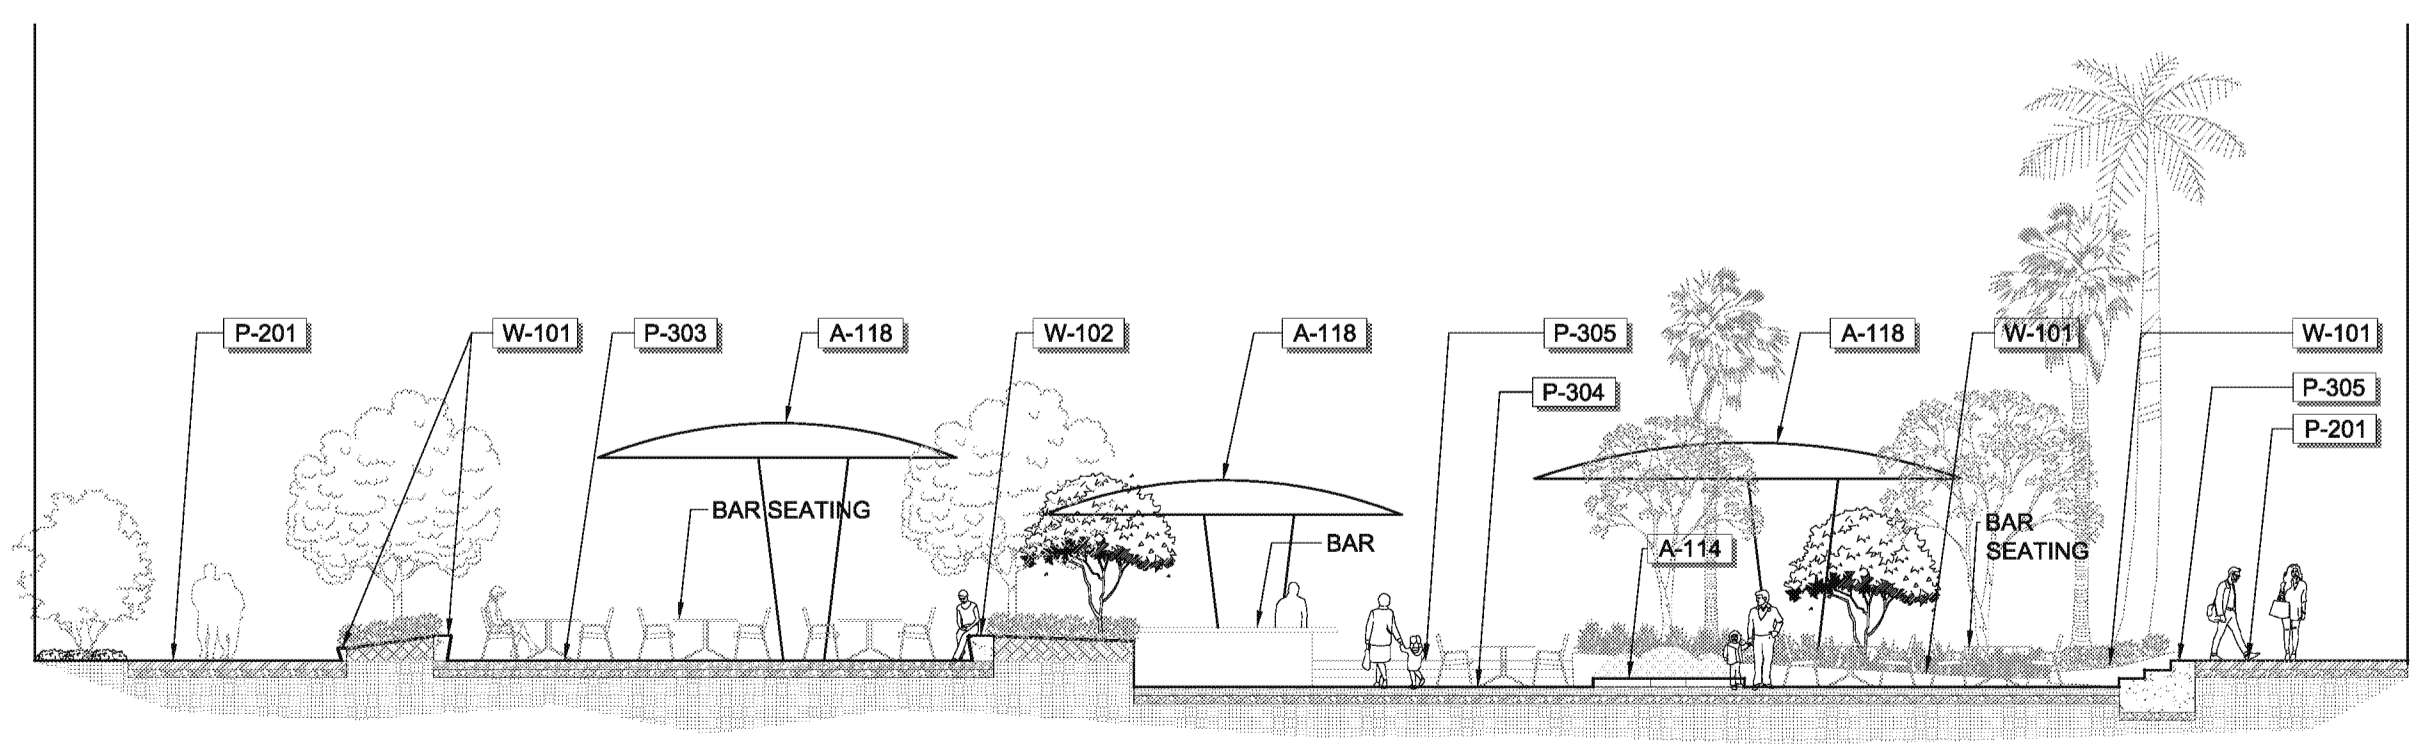 P-201
W-101
P-303
A-118
W-102
A-118
P-305
A-118
W-101
W-101
P-304
P-305
P-201
BAR SEATING
BAR
A-114
BAR
SEATING